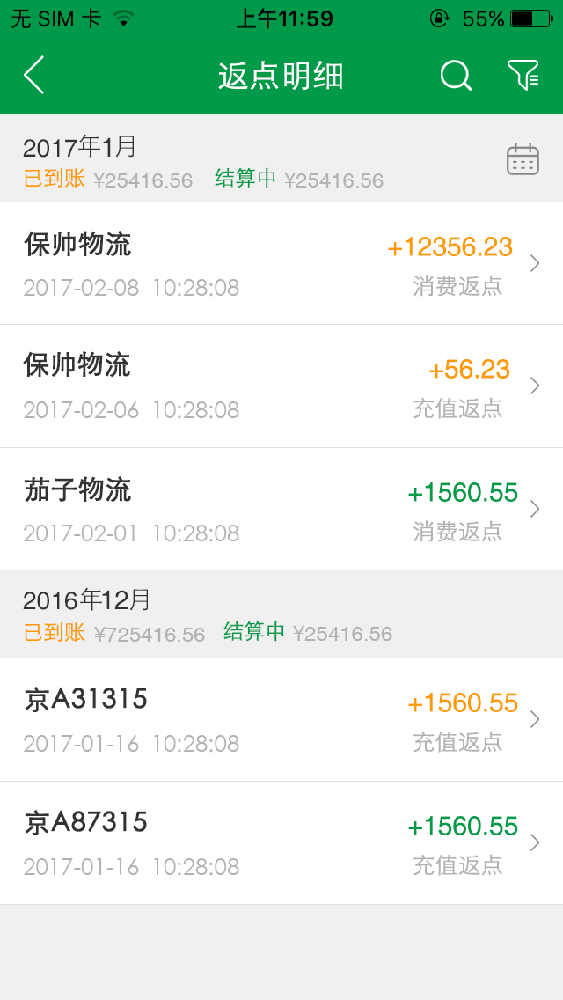 无 SIM 卡 上午11:59 55%
返点明细
2017年1月
已到账 ¥25416.56 结算中 ¥25416.56
保帅物流 +12356.23
2017-02-08 10:28:08 消费返点
保帅物流 +56.23
2017-02-06 10:28:08 充值返点
茄子物流 +1560.55
2017-02-01 10:28:08 消费返点
2016年12月
已到账 ¥725416.56 结算中 ¥25416.56
京A31315 +1560.55
2017-01-16 10:28:08 充值返点
京A87315 +1560.55
2017-01-16 10:28:08 充值返点